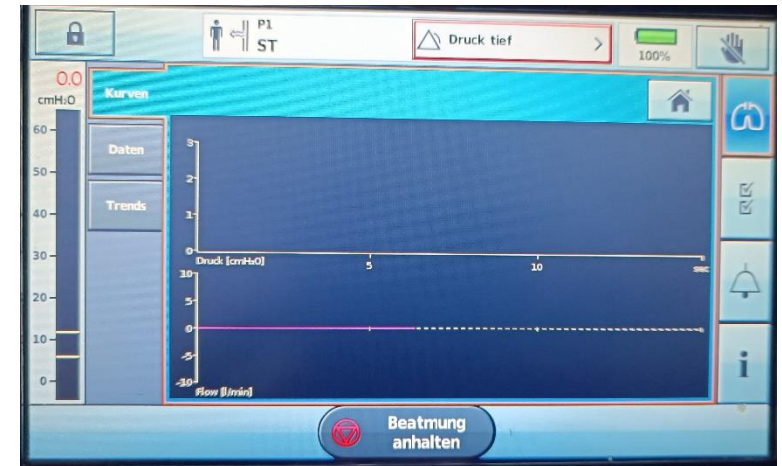 P1
ST
Druck tief
100%
0.0
cmH₂O
60
50
40
30
20
10
0
Kurven
Daten
Trends
3
2
1
0
Druck [cmH₂O]
5
10
sec
10
5
0
-5
-10
Flow [l/min]
Beatmung
anhalten
i